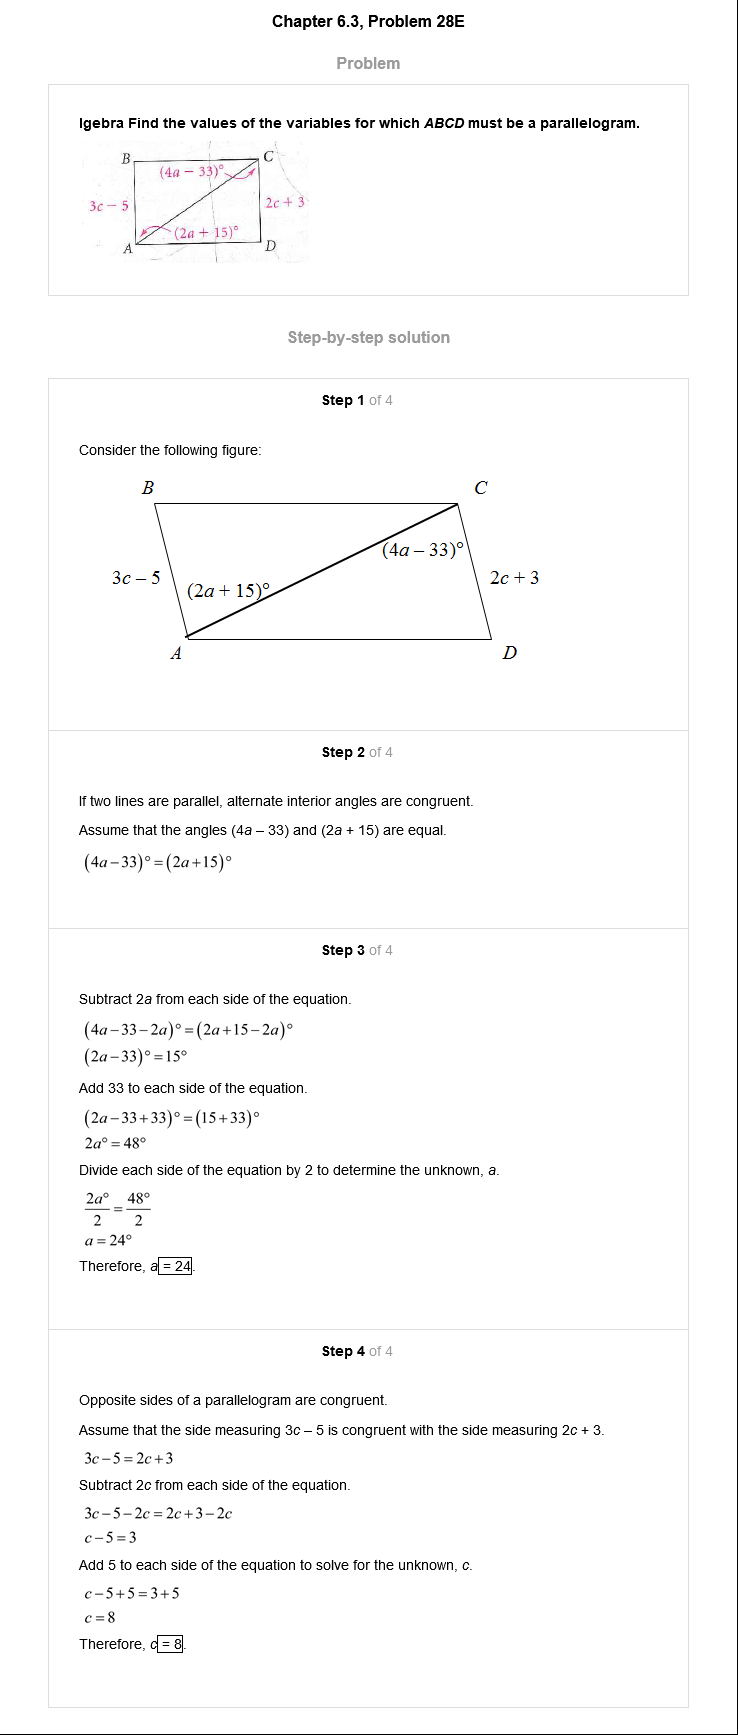 Chapter 6.3, Problem 28E
Problem
lgebra Find the values of the variables for which ABCD must be a parallelogram.
B
C
(4a − 33)°
3c − 5
2c + 3
(2a + 15)°
A
D
Step-by-step solution
Step 1 of 4
Consider the following figure:
B
C
(4a − 33)°
3c − 5
(2a + 15)°
2c + 3
A
D
Step 2 of 4
If two lines are parallel, alternate interior angles are congruent.
Assume that the angles (4a – 33) and (2a + 15) are equal.
(4a−33)°=(2a+15)°
Step 3 of 4
Subtract 2a from each side of the equation.
(4a−33−2a)°=(2a+15−2a)°
(2a−33)°=15°
Add 33 to each side of the equation.
(2a−33+33)°=(15+33)°
2a°=48°
Divide each side of the equation by 2 to determine the unknown, a.
2a°/2=48°/2
a=24°
Therefore, a = 24.
Step 4 of 4
Opposite sides of a parallelogram are congruent.
Assume that the side measuring 3c – 5 is congruent with the side measuring 2c + 3.
3c−5=2c+3
Subtract 2c from each side of the equation.
3c−5−2c=2c+3−2c
c−5=3
Add 5 to each side of the equation to solve for the unknown, c.
c−5+5=3+5
c=8
Therefore, c = 8.